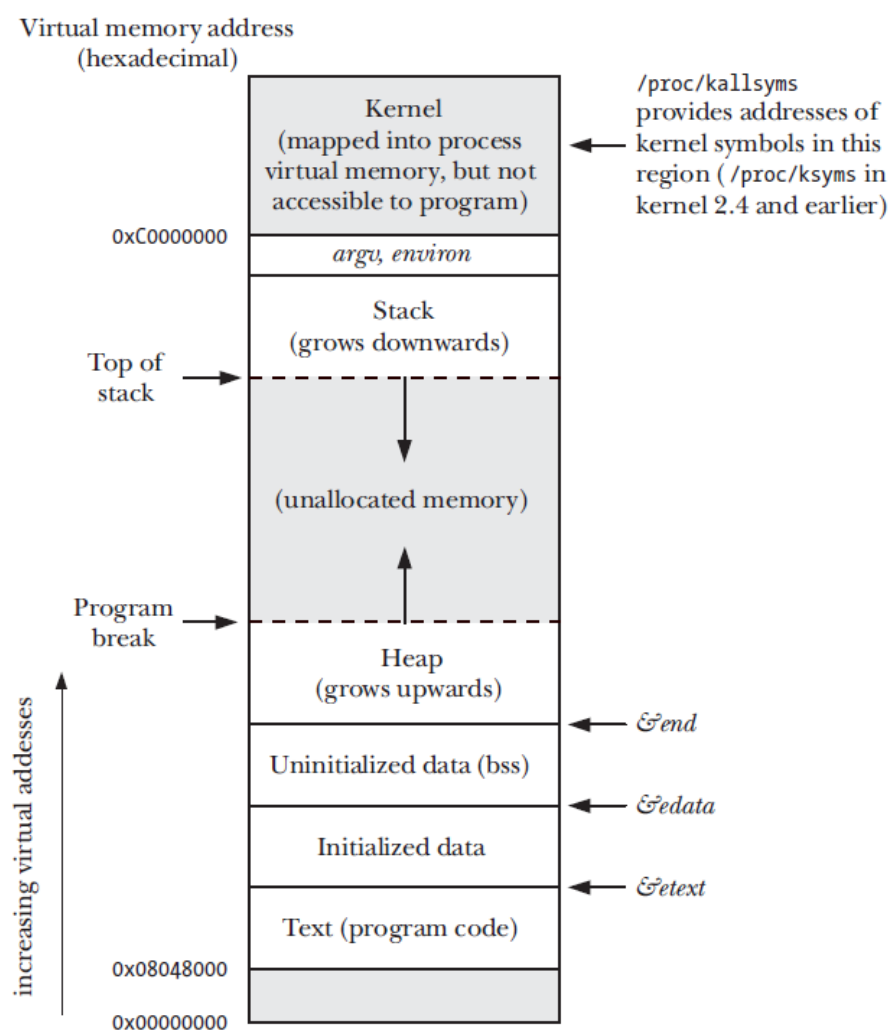 Virtual memory address
(hexadecimal)
/proc/kallsyms
provides addresses of
kernel symbols in this
region ( /proc/ksyms in
kernel 2.4 and earlier)
Kernel
(mapped into process
virtual memory, but not
accessible to program)
0xC0000000
argv, environ
Stack
(grows downwards)
Top of
stack
(unallocated memory)
Program
break
Heap
(grows upwards)
&end
Uninitialized data (bss)
&edata
Initialized data
&etext
Text (program code)
0x08048000
0x00000000
increasing virtual addesses